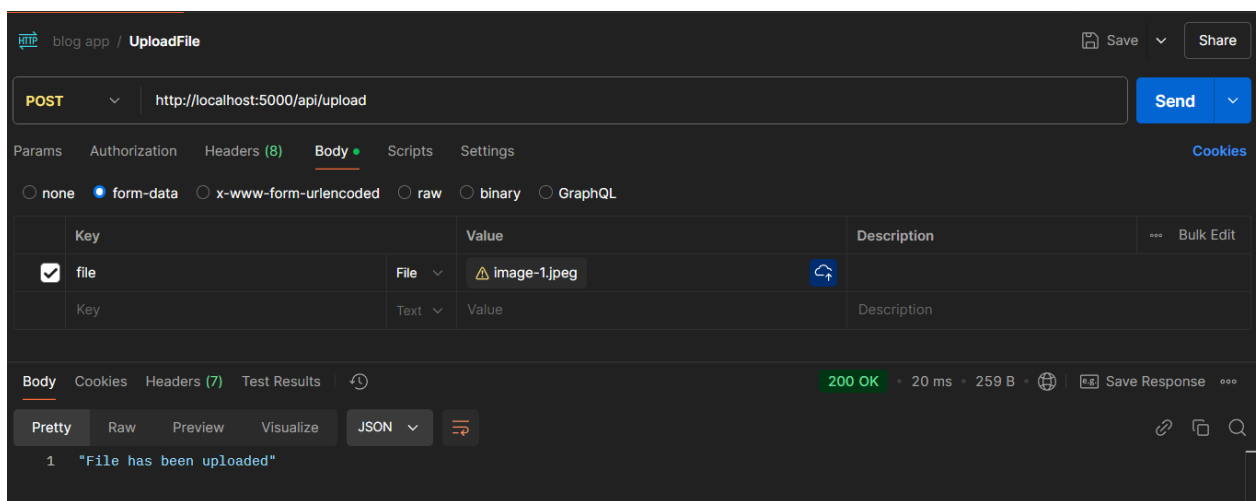 HTTP blog app / UploadFile Save Share
POST http://localhost:5000/api/upload Send
Params Authorization Headers (8) Body Scripts Settings Cookies
none form-data x-www-form-urlencoded raw binary GraphQL
Key Value Description Bulk Edit
file File image-1.jpeg
Key Text Value Description
Body Cookies Headers (7) Test Results 200 OK • 20 ms • 259 B • e.g. Save Response
Pretty Raw Preview Visualize JSON
1 "File has been uploaded"